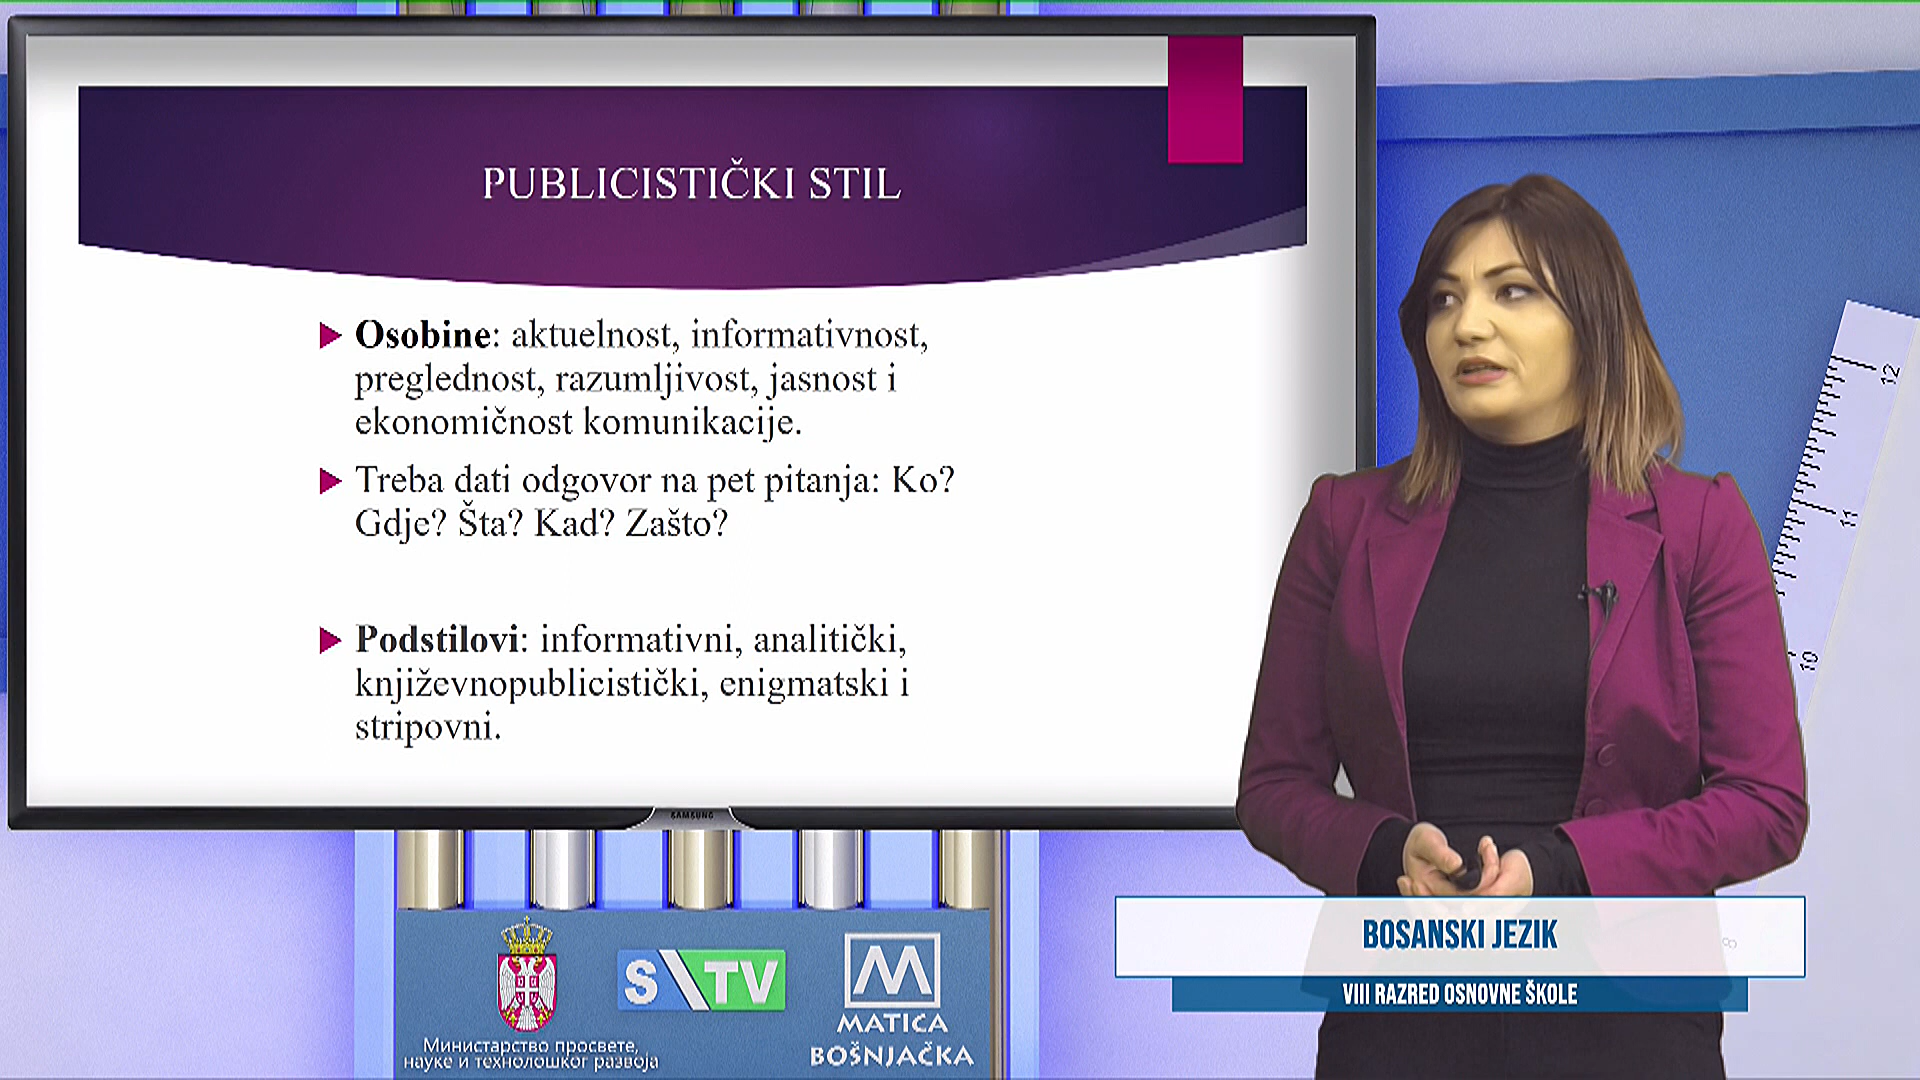 PUBLICISTIČKI STIL
Osobine: aktuelnost, informativnost,
preglednost, razumljivost, jasnost i
ekonomičnost komunikacije.
Treba dati odgovor na pet pitanja: Ko?
Gdje? Šta? Kad? Zašto?
Podstilovi: informativni, analitički,
književnopublicistički, enigmatski i
stripovni.
SAMSUNG
12
11
10
8
BOSANSKI JEZIK
VIII RAZRED OSNOVNE ŠKOLE
Министарство просвете,
науке и технолошког развоја
S TV
MATICA
BOŠNJAČKA